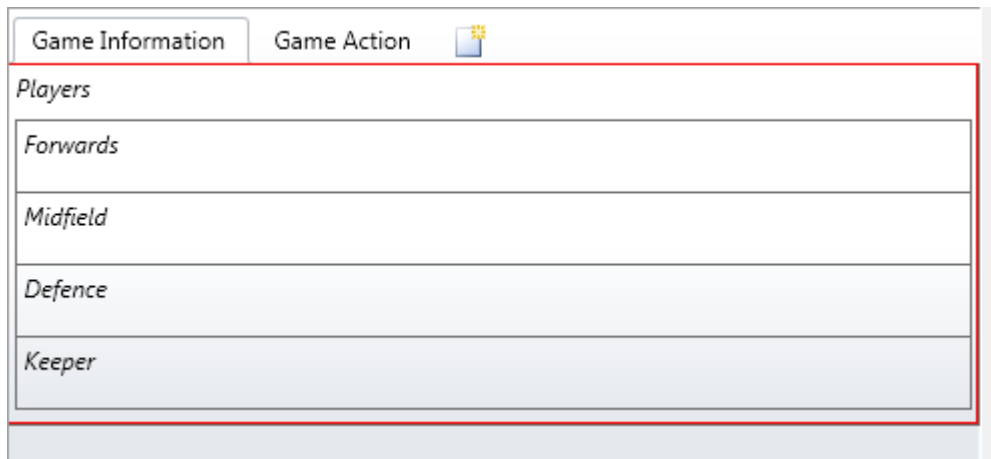 Game Information Game Action
Players
Forwards
Midfield
Defence
Keeper